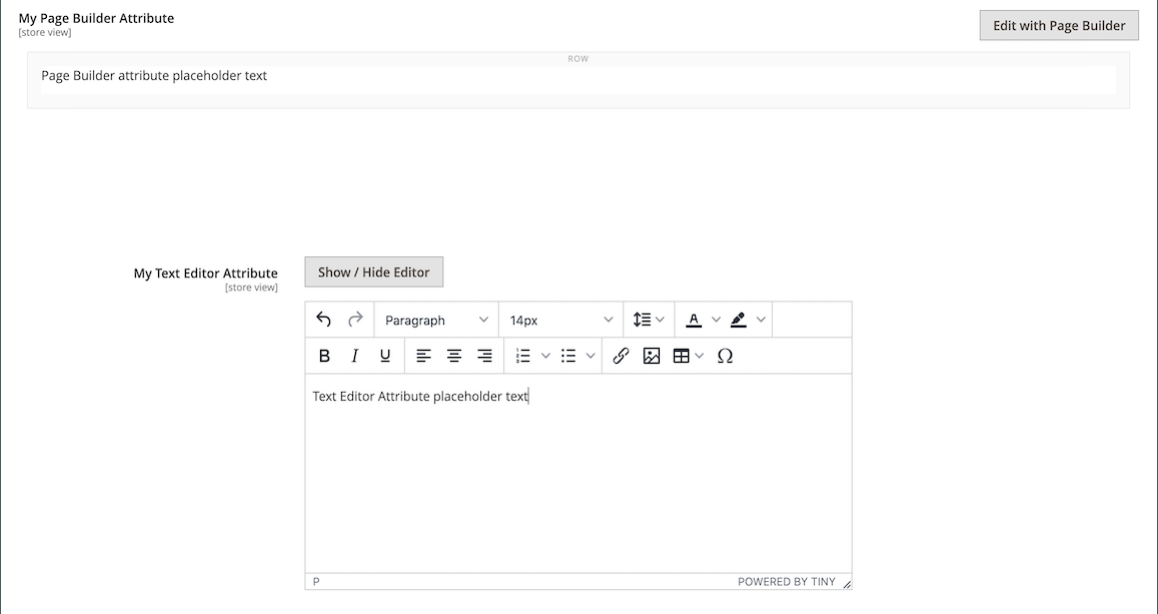 My Page Builder Attribute
[store view]
Edit with Page Builder
ROW
Page Builder attribute placeholder text
My Text Editor Attribute
[store view]
Show / Hide Editor
Paragraph 14px A
B I U Ω
Text Editor Attribute placeholder text
P POWERED BY TINY